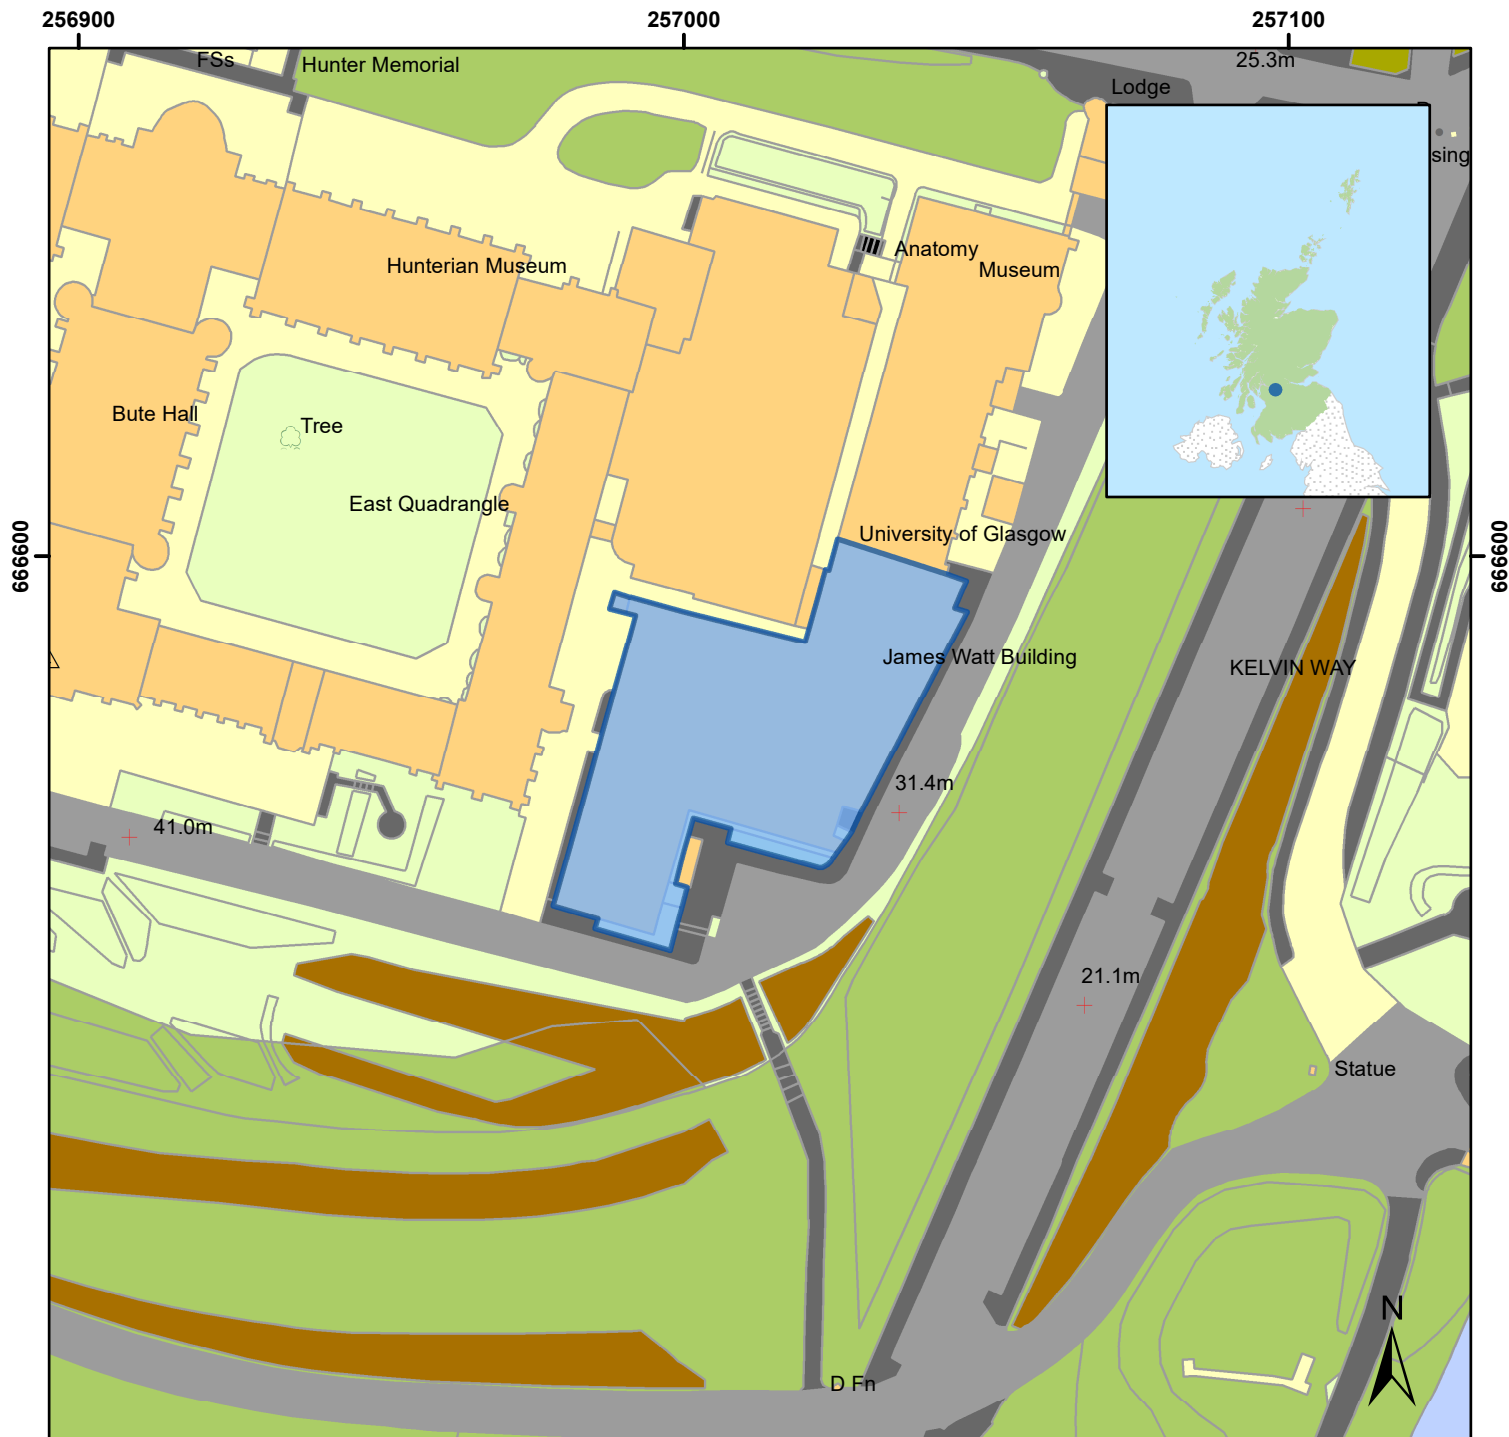 256900
257000
257100
FSs
Hunter Memorial
25.3m
Lodge
sing
Anatomy
Museum
Hunterian Museum
Bute Hall
Tree
East Quadrangle
University of Glasgow
666600
666600
James Watt Building
KELVIN WAY
31.4m
41.0m
21.1m
Statue
N
D Fn